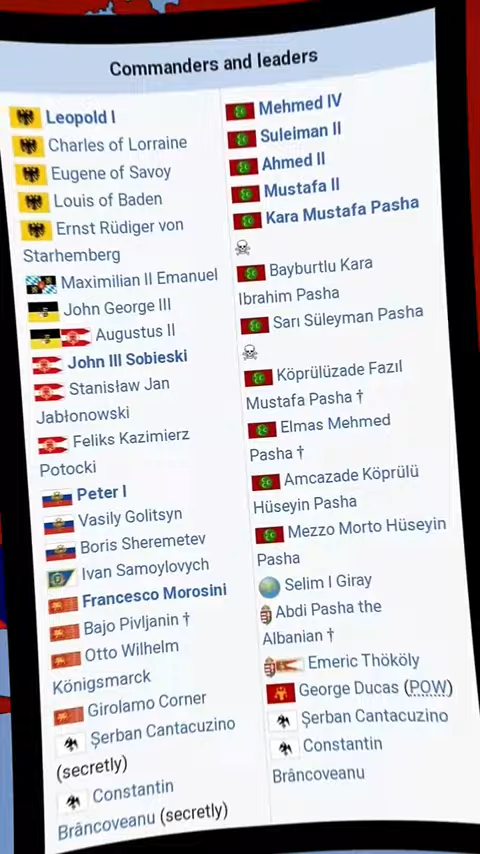 Commanders and leaders
Leopold I
Charles of Lorraine
Eugene of Savoy
Louis of Baden
Ernst Rüdiger von
Starhemberg
Maximilian II Emanuel
John George III
Augustus II
John III Sobieski
Stanisław Jan
Jabłonowski
Feliks Kazimierz
Potocki
Peter I
Vasily Golitsyn
Boris Sheremetev
Ivan Samoylovych
Francesco Morosini
Bajo Pivljanin †
Otto Wilhelm
Königsmarck
Girolamo Corner
Șerban Cantacuzino
(secretly)
Constantin
Brâncoveanu (secretly)
Mehmed IV
Suleiman II
Ahmed II
Mustafa II
Kara Mustafa Pasha
☠
Bayburtlu Kara
Ibrahim Pasha
Sarı Süleyman Pasha
☠
Köprülüzade Fazıl
Mustafa Pasha †
Elmas Mehmed
Pasha †
Amcazade Köprülü
Hüseyin Pasha
Mezzo Morto Hüseyin
Pasha
Selim I Giray
Abdi Pasha the
Albanian †
Emeric Thököly
George Ducas (POW)
Șerban Cantacuzino
Constantin
Brâncoveanu